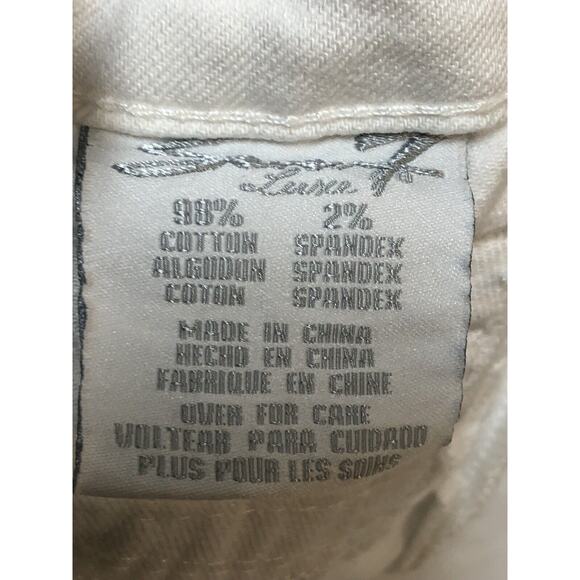 Seven7
Luxe
98% 2%
COTTON SPANDEX
ALGODON SPANDEX
COTON SPANDEX
MADE IN CHINA
HECHO EN CHINA
FABRIQUE EN CHINE
OVER FOR CARE
VOLTEAR PARA CUIDADO
PLUS POUR LES SOINS